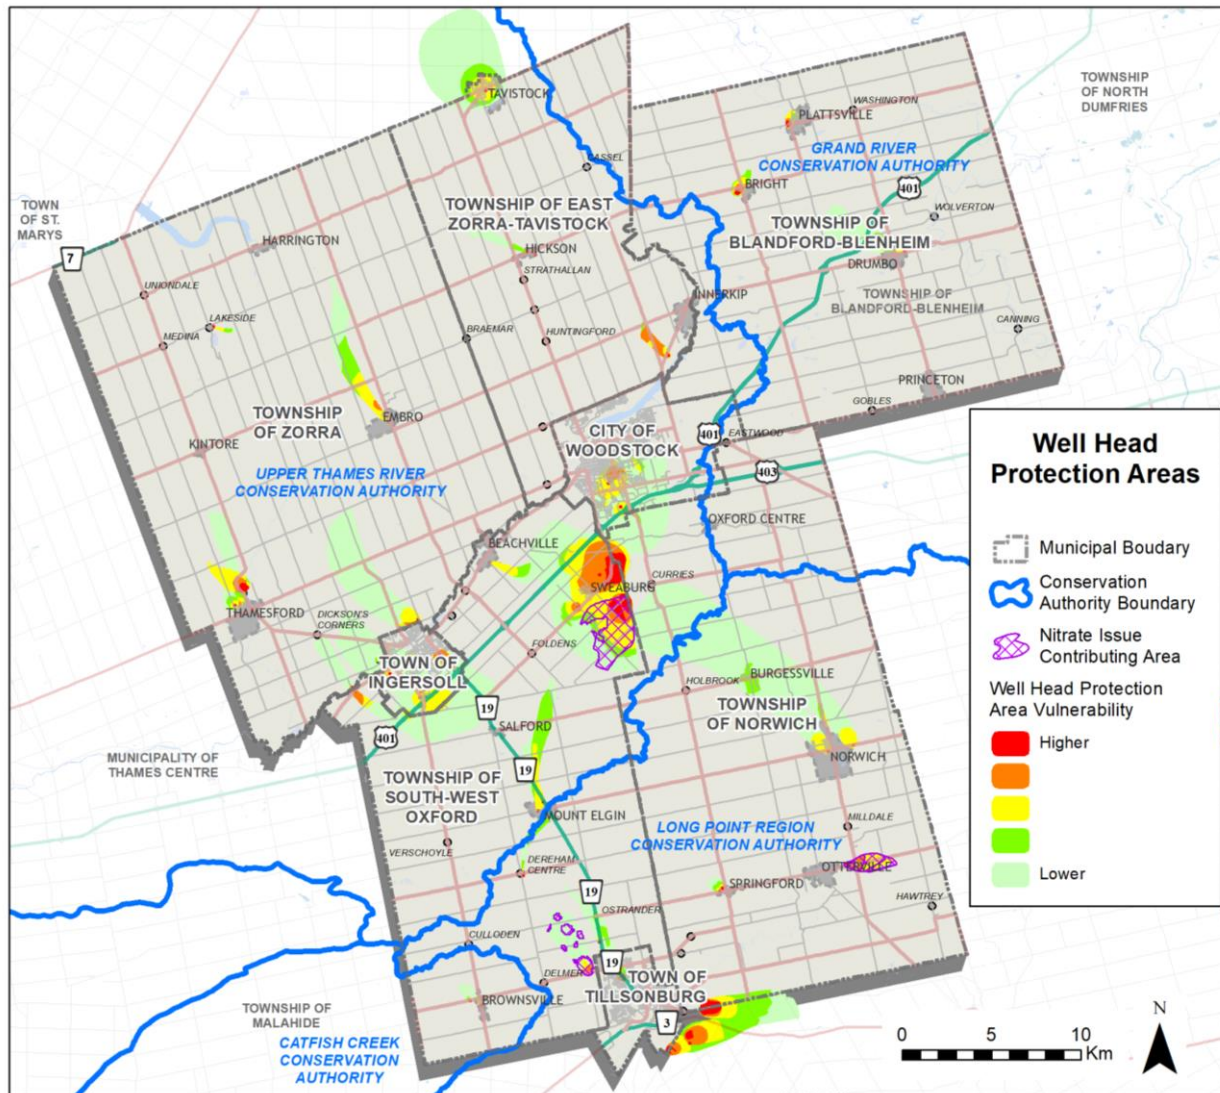 TAVISTOCK
WASHINGTON
PLATTSVILLE
TOWNSHIP
OF NORTH
DUMFRIES
CASSEL
GRAND RIVER
CONSERVATION AUTHORITY
BRIGHT
401
TOWN
OF ST.
MARYS
TOWNSHIP OF EAST
ZORRA-TAVISTOCK
WOLVERTON
TOWNSHIP OF
BLANDFORD-BLENHEIM
HARRINGTON
HICKSON
7
STRATHALLAN
DRUMBO
UNIONDALE
INNERKIP
TOWNSHIP OF
BLANDFORD-BLENHEIM
LAKESIDE
MEDINA
BRAEMAR
HUNTINGFORD
CANNING
PRINCETON
GOBLES
TOWNSHIP
OF ZORRA
EMBRO
CITY OF
WOODSTOCK
401
EASTWOOD
KINTORE
403
UPPER THAMES RIVER
CONSERVATION AUTHORITY
OXFORD CENTRE
BEACHVILLE
CURRIES
SWEABURG
THAMESFORD
DICKSON'S
CORNERS
FOLDENS
TOWN OF
INGERSOLL
BURGESSVILLE
HOLBROOK
19
TOWNSHIP
OF NORWICH
SALFORD
401
MUNICIPALITY OF
THAMES CENTRE
NORWICH
19
TOWNSHIP OF
SOUTH-WEST
OXFORD
MOUNT ELGIN
MILLDALE
LONG POINT REGION
CONSERVATION AUTHORITY
VERSCHOYLE
DEREHAM
CENTRE
OTTERVILLE
SPRINGFORD
19
HAWTREY
OSTRANDER
CULLODEN
19
DELMER
TOWN OF
TILLSONBURG
BROWNSVILLE
TOWNSHIP OF
MALAHIDE
3
CATFISH CREEK
CONSERVATION
AUTHORITY
Well Head
Protection Areas
Municipal Boudary
Conservation
Authority Boundary
Nitrate Issue
Contributing Area
Well Head Protection
Area Vulnerability
Higher
Lower
N
0 5 10
Km